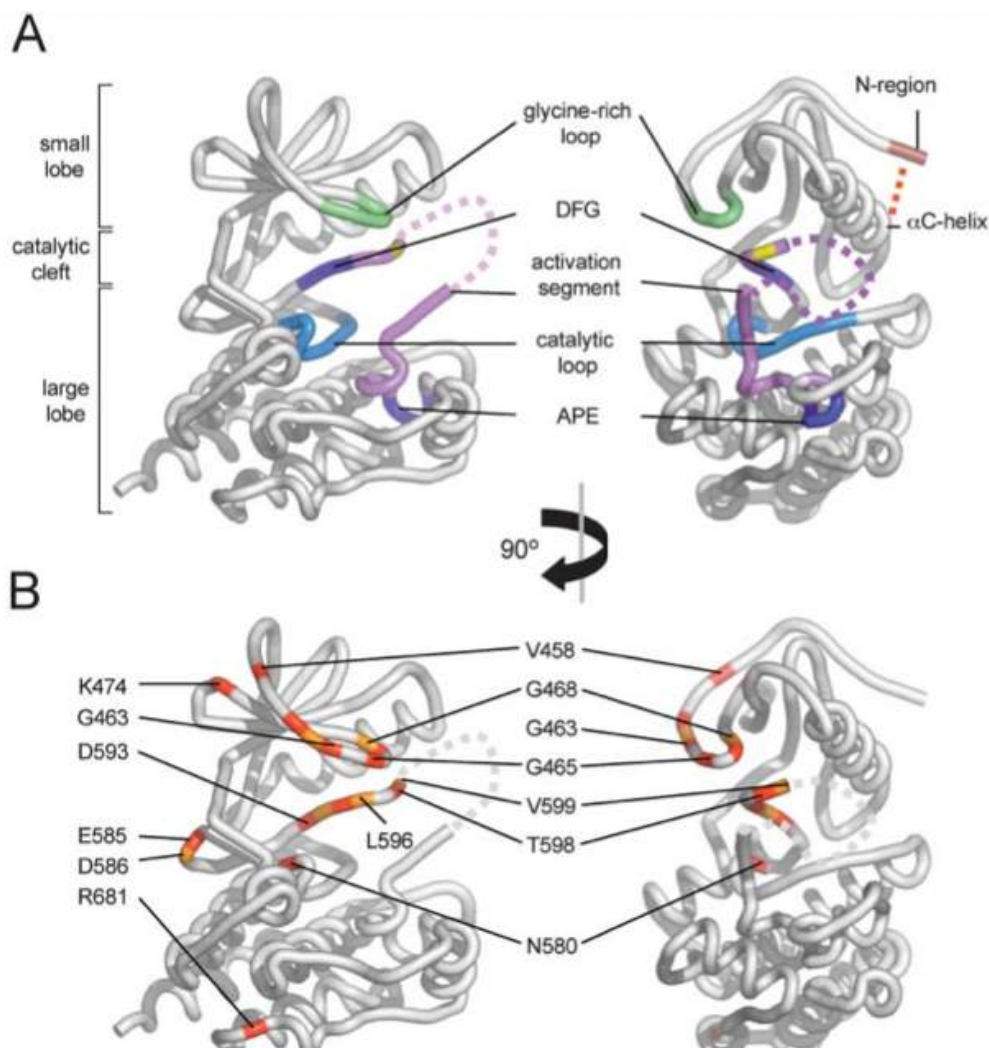 A
N-region
glycine-rich
loop
small
lobe
DFG
αC-helix
catalytic
cleft
activation
segment
catalytic
loop
large
lobe
APE
90°
B
V458
K474
G468
G463
G463
D593
G465
V599
L596
T598
E585
D586
R681
N580